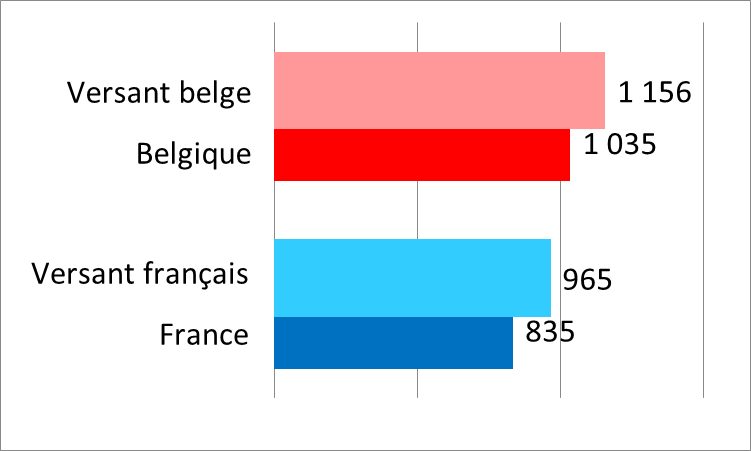 Versant belge 1 156
Belgique 1 035
Versant français 965
France 835